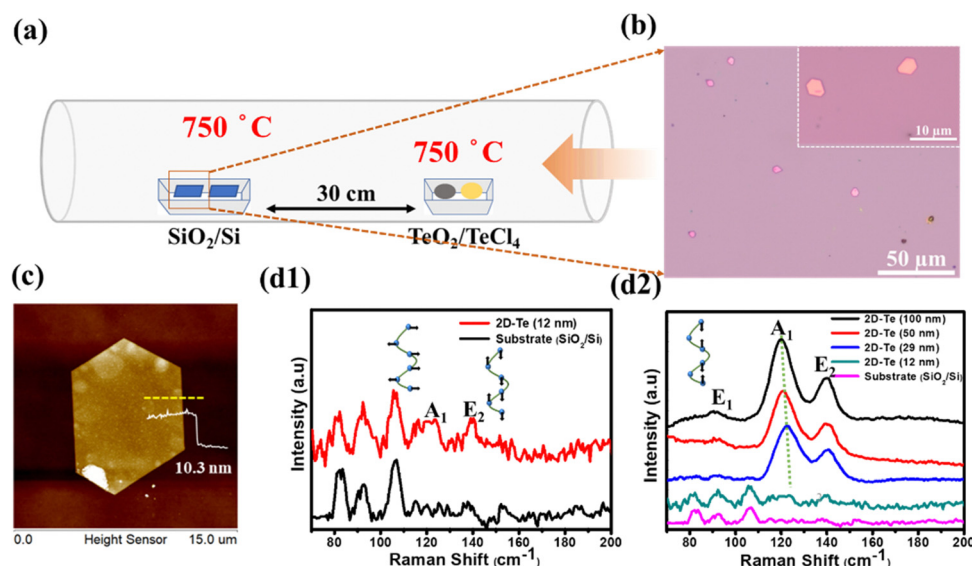 (a)
750 °C
750 °C
30 cm
SiO2/Si
TeO2/TeCl4
(b)
10 μm
50 μm
(c)
10.3 nm
0.0 Height Sensor 15.0 um
(d1)
2D-Te (12 nm)
Substrate (SiO2/Si)
A1
E2
Intensity (a.u)
80 100 120 140 160 180 200
Raman Shift (cm-1)
(d2)
2D-Te (100 nm)
2D-Te (50 nm)
2D-Te (29 nm)
2D-Te (12 nm)
Substrate (SiO2/Si)
A1
E2
E1
Intensity (a.u)
80 100 120 140 160 180 200
Raman Shift (cm-1)